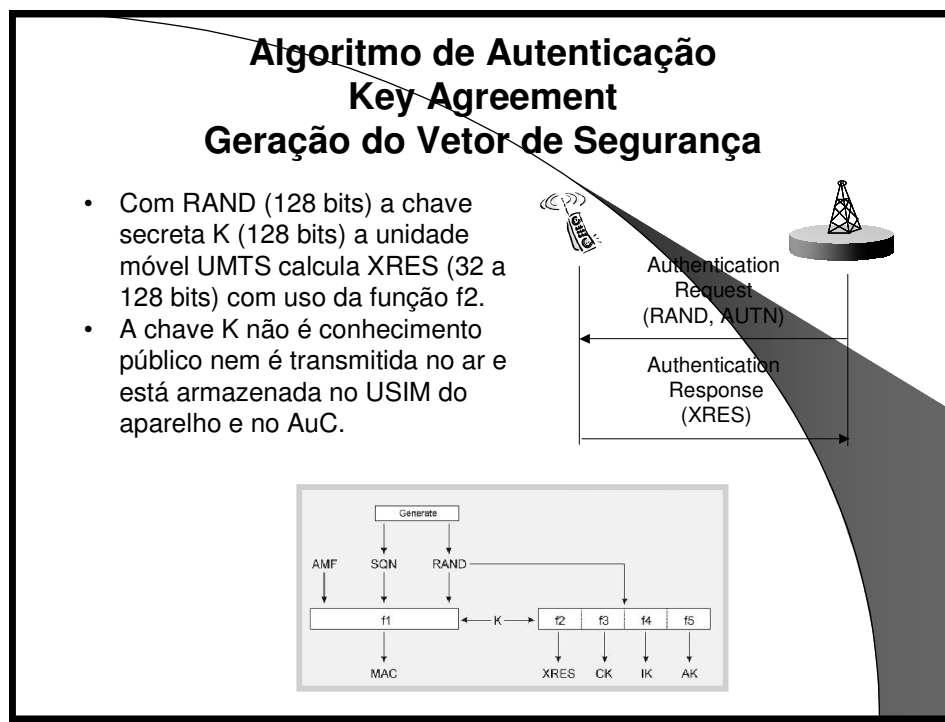 Algoritmo de Autenticação
Key Agreement
Geração do Vetor de Segurança
• Com RAND (128 bits) a chave
secreta K (128 bits) a unidade
móvel UMTS calcula XRES (32 a
128 bits) com uso da função f2.
• A chave K não é conhecimento
público nem é transmitida no ar e
está armazenada no USIM do
aparelho e no AuC.
Authentication
Request
(RAND, AUTN)
Authentication
Response
(XRES)
Generate
AMF SQN RAND
f1 K f2 f3 f4 f5
MAC XRES CK IK AK